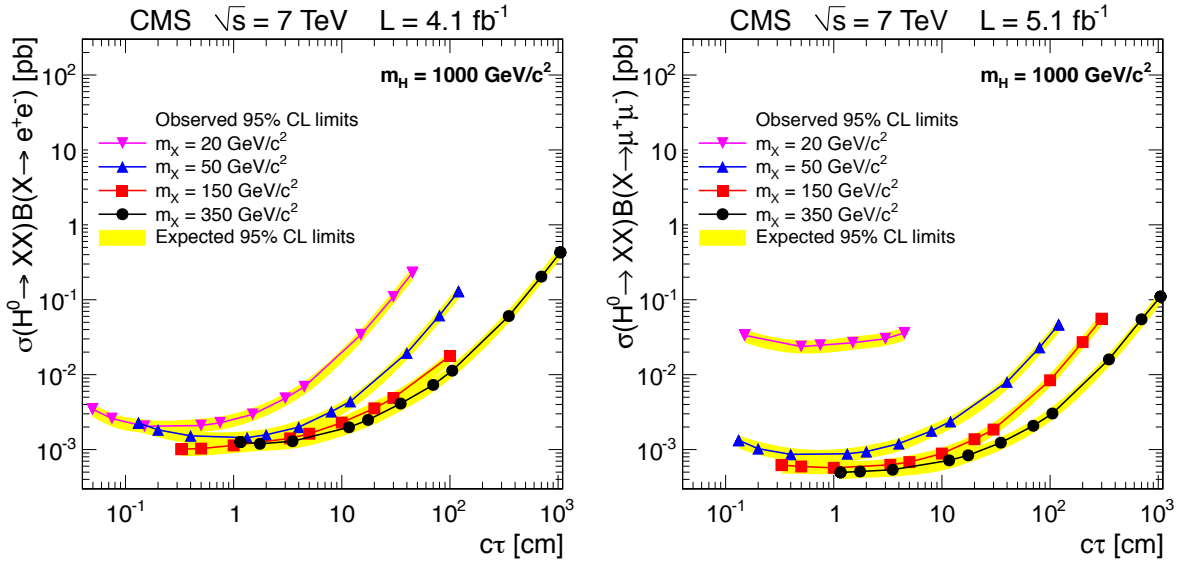 CMS √s = 7 TeV L = 4.1 fb⁻¹
σ(H⁰→ XX)B(X→ e⁺e⁻) [pb]
m_H = 1000 GeV/c²
Observed 95% CL limits
m_X = 20 GeV/c²
m_X = 50 GeV/c²
m_X = 150 GeV/c²
m_X = 350 GeV/c²
Expected 95% CL limits
10²
10
1
10⁻¹
10⁻²
10⁻³
10⁻¹ 1 10 10² 10³
cτ [cm]
CMS √s = 7 TeV L = 5.1 fb⁻¹
σ(H⁰→ XX)B(X→μ⁺μ⁻) [pb]
m_H = 1000 GeV/c²
Observed 95% CL limits
m_X = 20 GeV/c²
m_X = 50 GeV/c²
m_X = 150 GeV/c²
m_X = 350 GeV/c²
Expected 95% CL limits
10²
10
1
10⁻¹
10⁻²
10⁻³
10⁻¹ 1 10 10² 10³
cτ [cm]